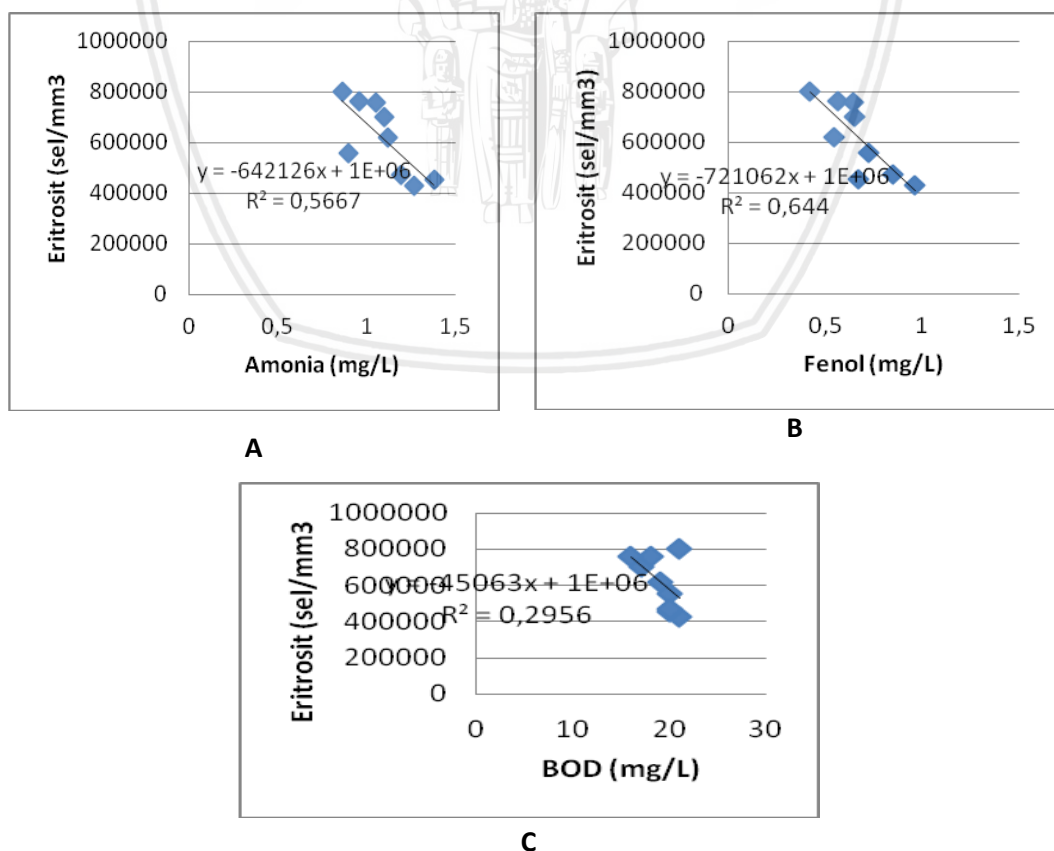 1000000
800000
600000
400000
200000
0
Eritrosit (sel/mm3
y = -642126x + 1E+06
R² = 0,5667
0 0,5 1 1,5
Amonia (mg/L)
A
1000000
800000
600000
400000
200000
0
Eritrosit (sel/mm3)
y = -721062x + 1E+06
R² = 0,644
0 0,5 1 1,5
Fenol (mg/L)
B
1000000
800000
600000
400000
200000
0
Eritrosit (sel/mm3
y = -45063x + 1E+06
R² = 0,2956
0 10 20 30
BOD (mg/L)
C